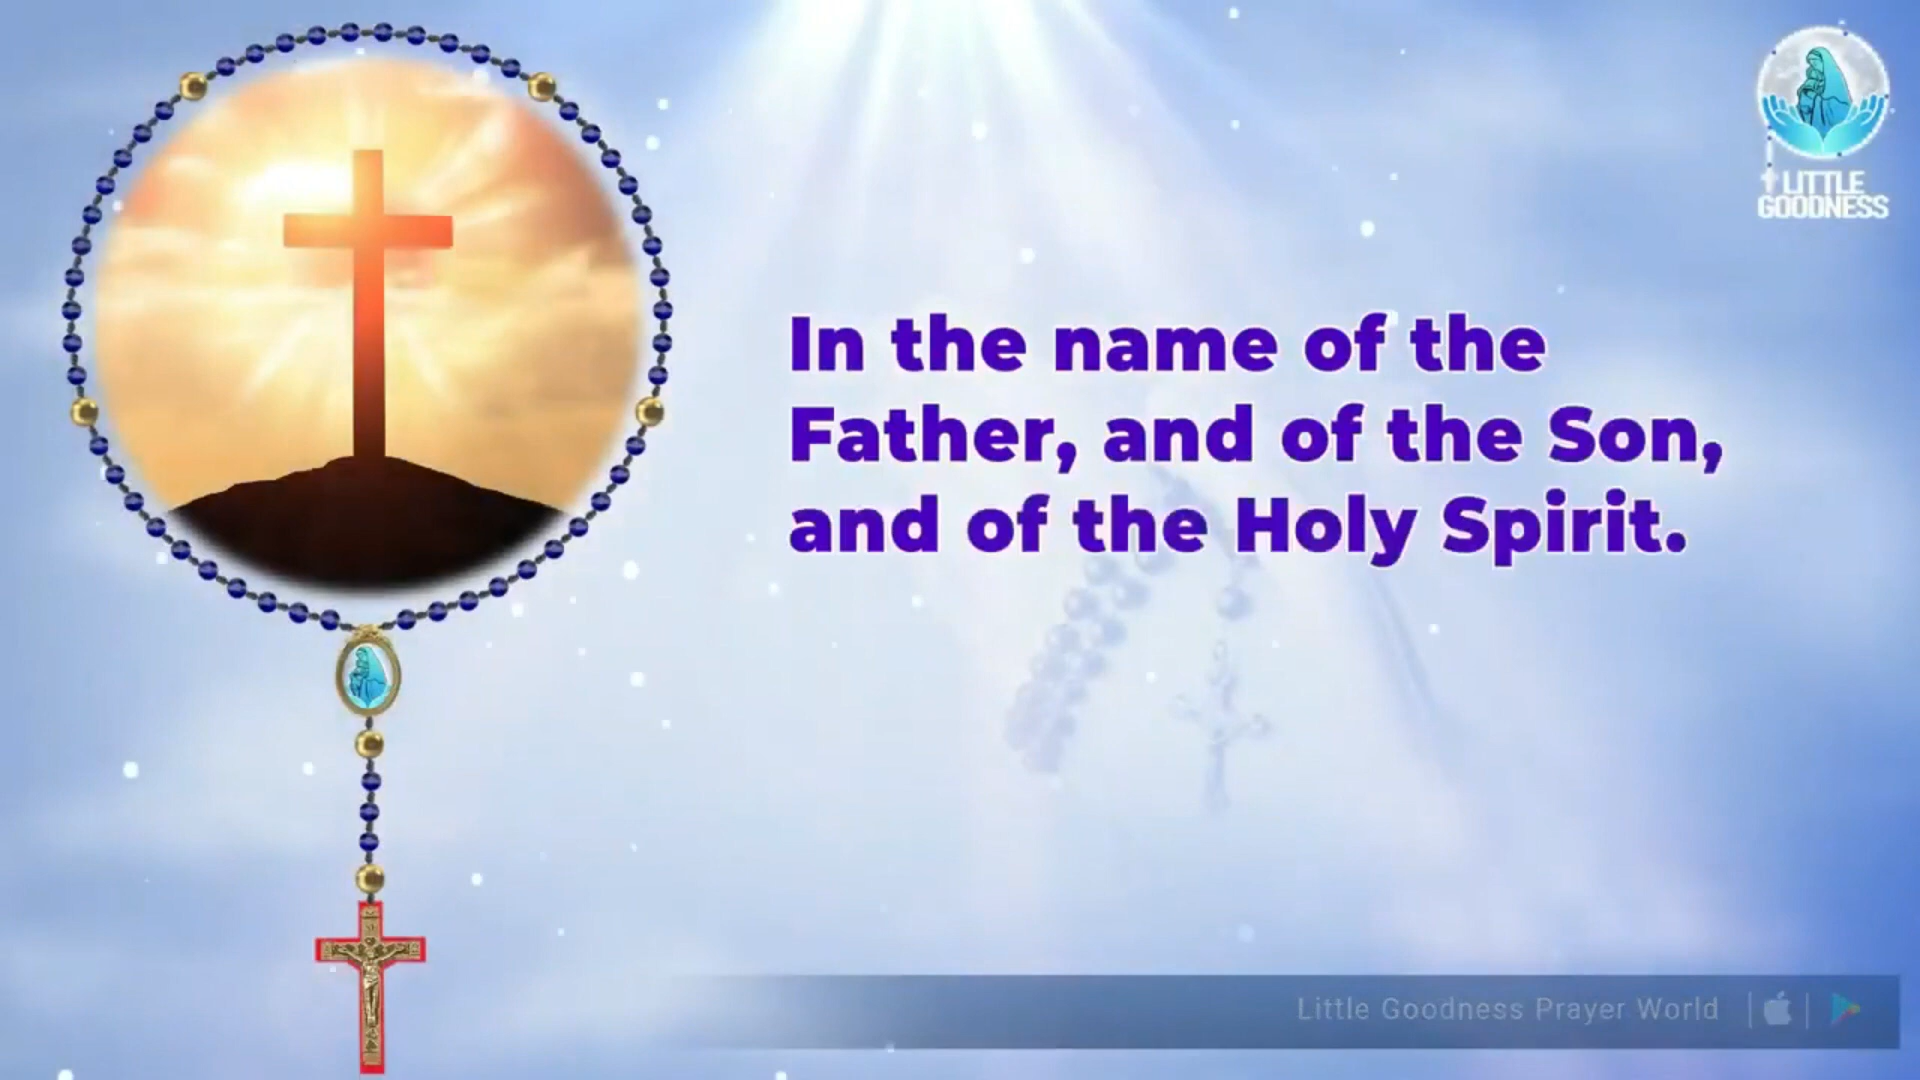 LITTLE
GOODNESS
In the name of the
Father, and of the Son,
and of the Holy Spirit.
Little Goodness Prayer World